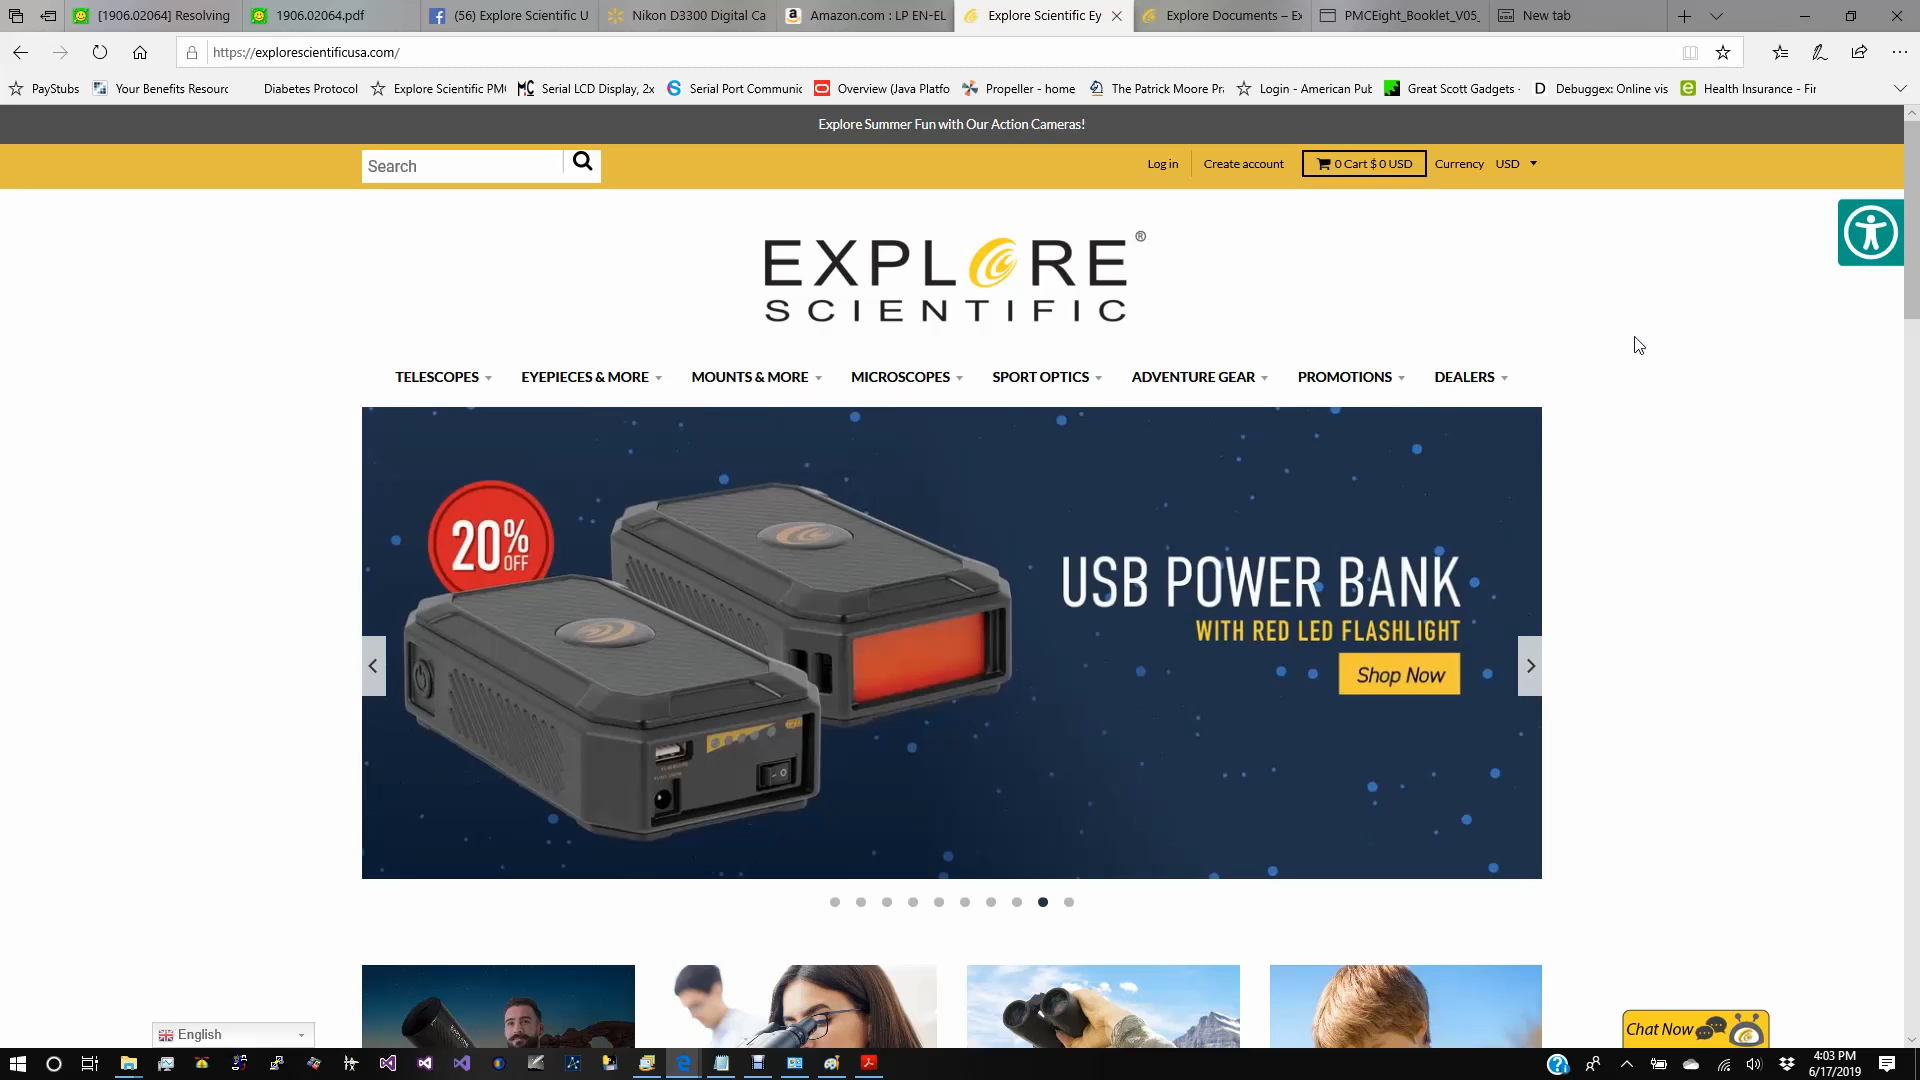 [1906.02064] Resolving
1906.02064.pdf
(56) Explore Scientific U
Nikon D3300 Digital Ca
Amazon.com : LP EN-EL
Explore Scientific Ey
Explore Documents – Ex
PMCEight_Booklet_V05_
New tab
https://explorescientificusa.com/
PayStubs
Your Benefits Resourc
Diabetes Protocol
Explore Scientific PMC
Serial LCD Display, 2x
Serial Port Communic
Overview (Java Platfo
Propeller - home
The Patrick Moore Pra
Login - American Pub
Great Scott Gadgets -
Debuggex: Online vis
Health Insurance - Fir
Explore Summer Fun with Our Action Cameras!
Search
Log in
Create account
0 Cart $ 0 USD
Currency
USD
EXPLORE ®
SCIENTIFIC
TELESCOPES
EYEPIECES & MORE
MOUNTS & MORE
MICROSCOPES
SPORT OPTICS
ADVENTURE GEAR
PROMOTIONS
DEALERS
20%
OFF
USB POWER BANK
WITH RED LED FLASHLIGHT
Shop Now
English
Chat Now
4:03 PM
6/17/2019